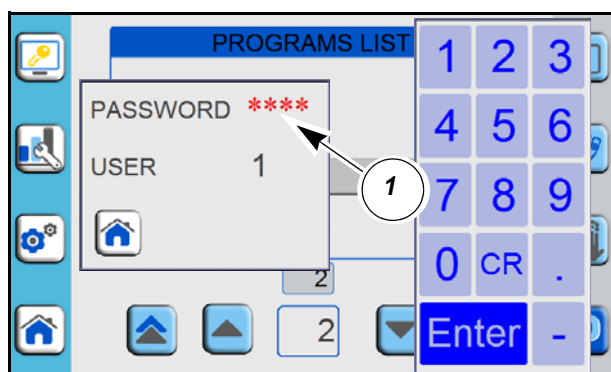 PROGRAMS LIST
PASSWORD ****
USER 1
1
2
2
1 2 3
4 5 6
7 8 9
0 CR .
Enter -